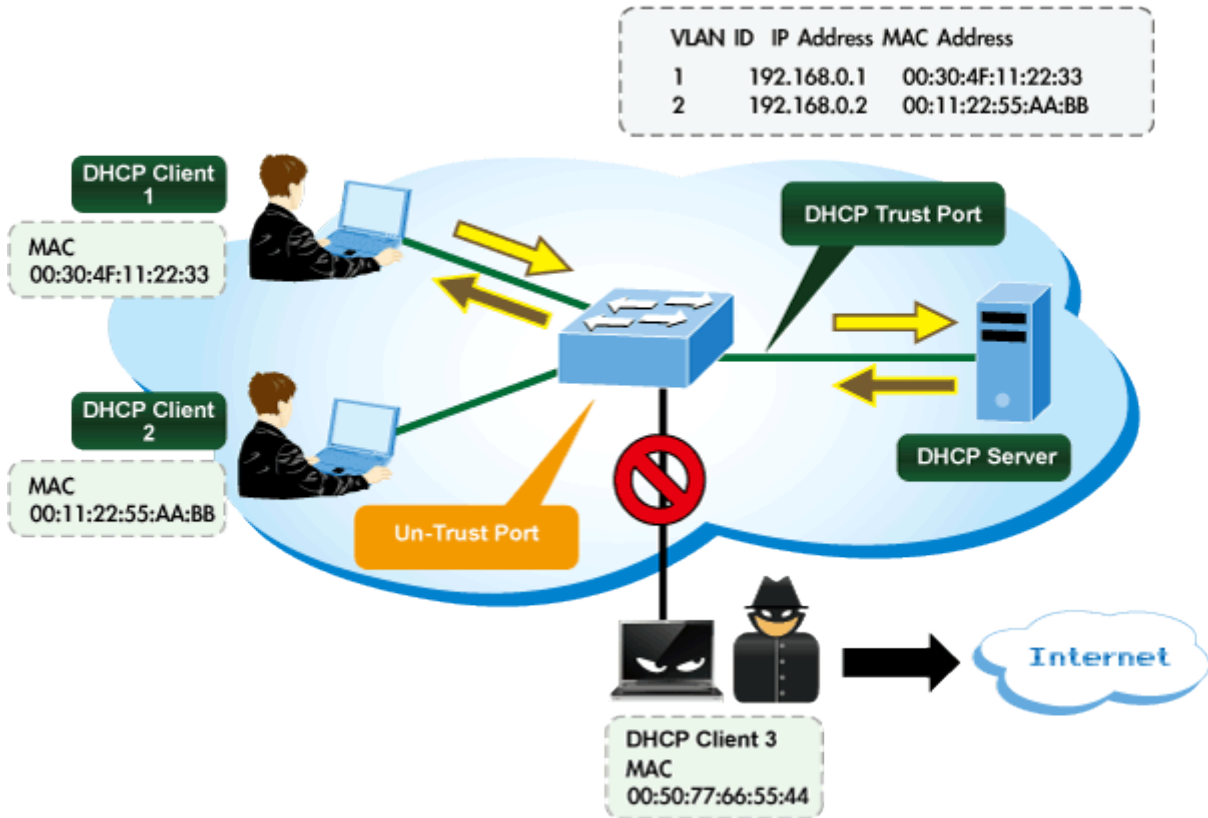 VLAN ID IP Address MAC Address
1 192.168.0.1 00:30:4F:11:22:33
2 192.168.0.2 00:11:22:55:AA:BB
DHCP Client
1
MAC
00:30:4F:11:22:33
DHCP Trust Port
DHCP Client
2
MAC
00:11:22:55:AA:BB
Un-Trust Port
DHCP Server
Internet
DHCP Client 3
MAC
00:50:77:66:55:44